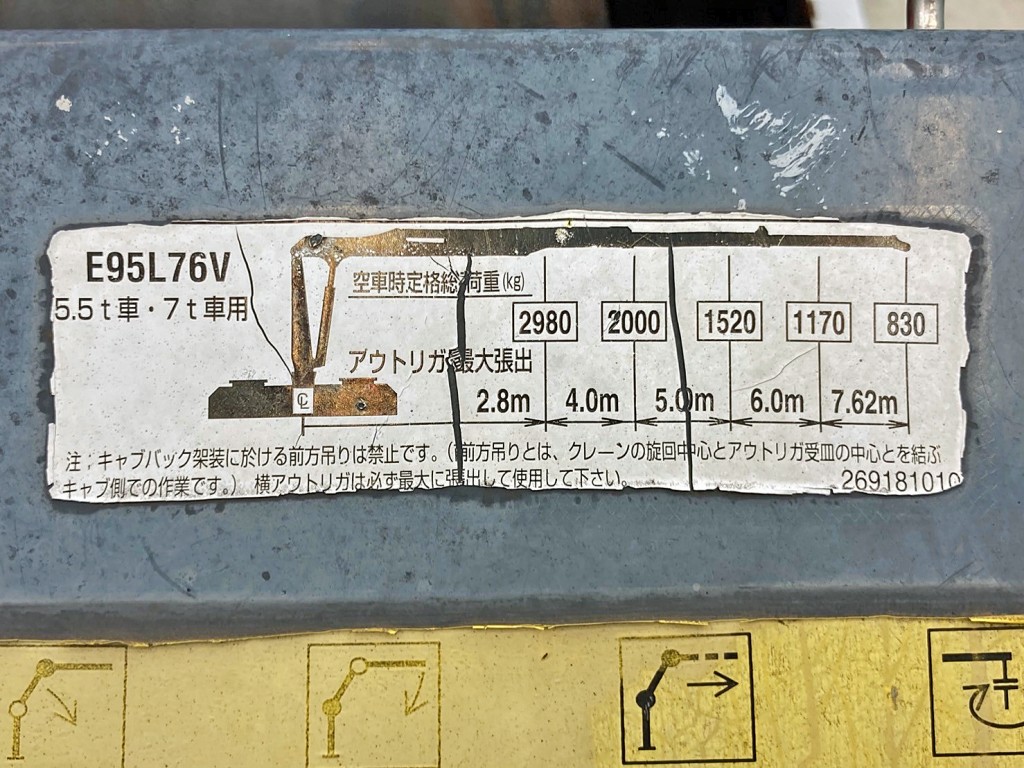 E95L76V
5.5t車・7t車用
空車時定格総荷重(kg)
2980 2000 1520 1170 830
アウトリガ最大張出
2.8m 4.0m 5.0m 6.0m 7.62m
CL
注；キャブバック架装に於ける前方吊りは禁止です。(前方吊りとは、クレーンの旋回中心とアウトリガ受皿の中心とを結ぶ
キャブ側での作業です。) 横アウトリガは必ず最大に張出して使用して下さい。
269181010